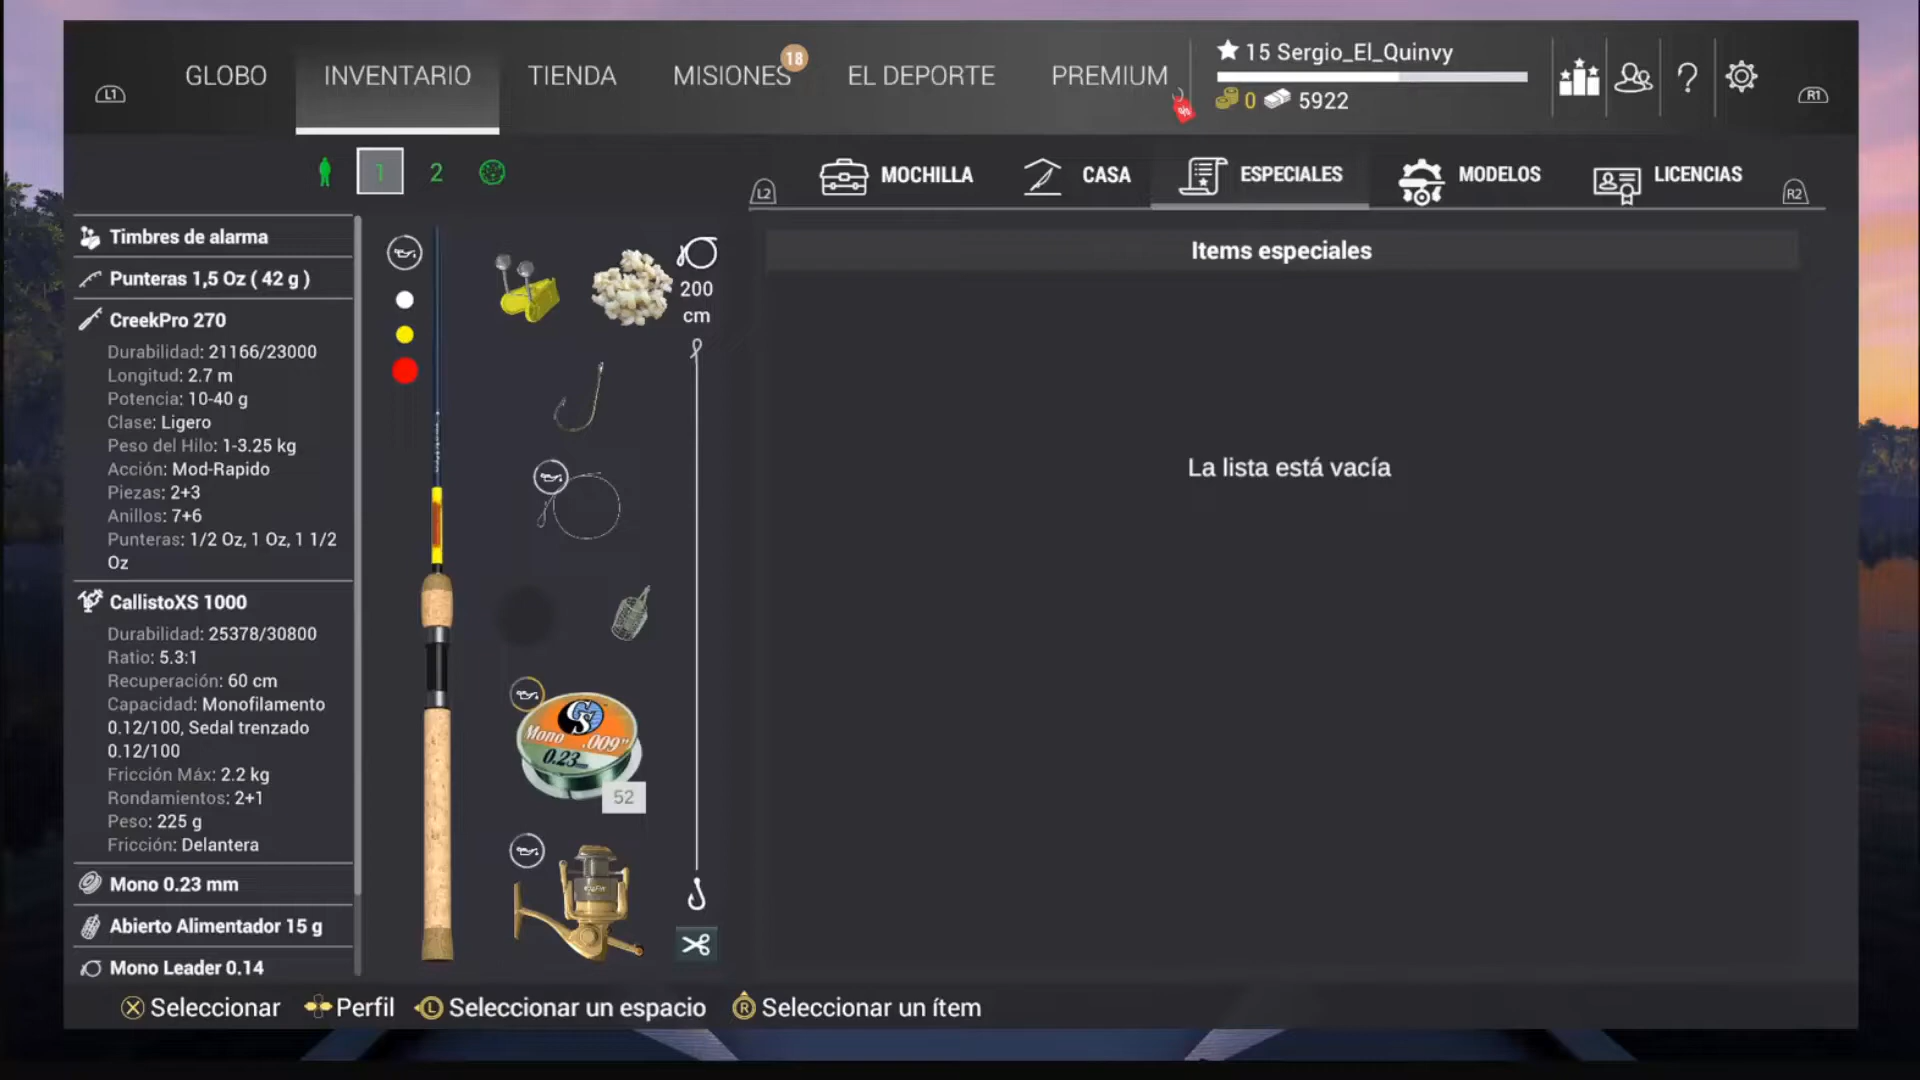 L1
GLOBO
INVENTARIO
TIENDA
MISIONES
18
EL DEPORTE
PREMIUM
15 Sergio_El_Quinvy
0 5922
R1
1
2
L2
MOCHILLA
CASA
ESPECIALES
MODELOS
LICENCIAS
R2
Timbres de alarma
Punteras 1,5 Oz ( 42 g )
CreekPro 270
Durabilidad: 21166/23000
Longitud: 2.7 m
Potencia: 10-40 g
Clase: Ligero
Peso del Hilo: 1-3.25 kg
Acción: Mod-Rapido
Piezas: 2+3
Anillos: 7+6
Punteras: 1/2 Oz, 1 Oz, 1 1/2
Oz
CallistoXS 1000
Durabilidad: 25378/30800
Ratio: 5.3:1
Recuperación: 60 cm
Capacidad: Monofilamento
0.12/100, Sedal trenzado
0.12/100
Fricción Máx: 2.2 kg
Rondamientos: 2+1
Peso: 225 g
Fricción: Delantera
Mono 0.23 mm
Abierto Alimentador 15 g
Mono Leader 0.14
200
cm
GS
Mono .009"
0.23
52
Items especiales
La lista está vacía
Seleccionar
Perfil
L Seleccionar un espacio
R Seleccionar un ítem